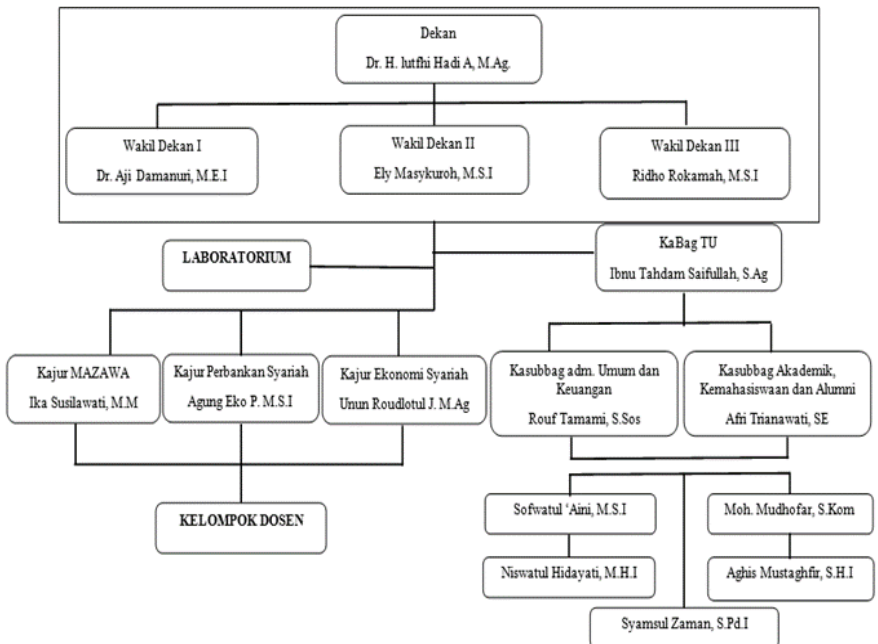 Dekan
Dr. H. lutfhi Hadi A, M.Ag.
Wakil Dekan I
Dr. Aji Damanuri, M.E.I
Wakil Dekan II
Ely Masykuroh, M.S.I
Wakil Dekan III
Ridho Rokamah, M.S.I
LABORATORIUM
KaBag TU
Ibnu Tahdam Saifullah, S.Ag
Kajur MAZAWA
Ika Susilawati, M.M
Kajur Perbankan Syariah
Agung Eko P. M.S.I
Kajur Ekonomi Syariah
Unun Roudlotul J. M.Ag
Kasubbag adm. Umum dan
Keuangan
Rouf Tamami, S.Sos
Kasubbag Akademik,
Kemahasiswaan dan Alumni
Afri Trianawati, SE
KELOMPOK DOSEN
Sofwatul ‘Aini, M.S.I
Moh. Mudhofar, S.Kom
Niswatul Hidayati, M.H.I
Aghis Mustaghfir, S.H.I
Syamsul Zaman, S.Pd.I